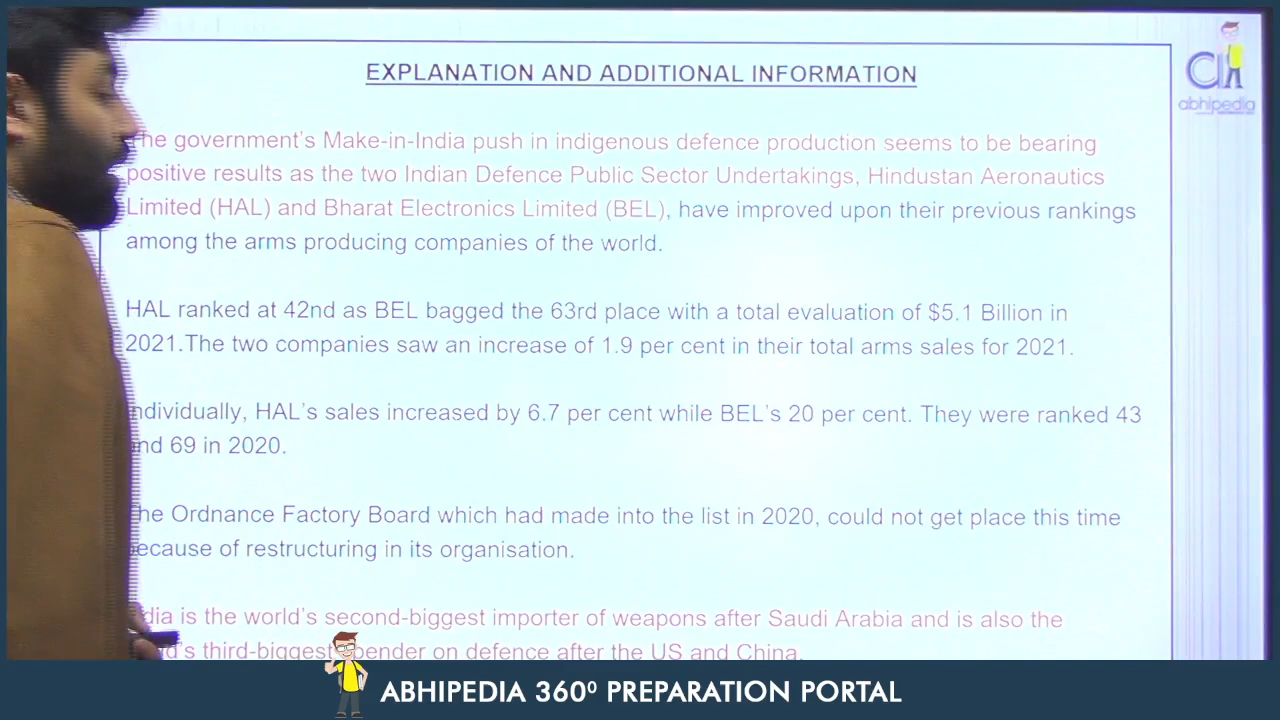 EXPLANATION AND ADDITIONAL INFORMATION
abhipedia
The government's Make-in-India push in indigenous defence production seems to be bearing
positive results as the two Indian Defence Public Sector Undertakings, Hindustan Aeronautics
Limited (HAL) and Bharat Electronics Limited (BEL), have improved upon their previous rankings
among the arms producing companies of the world.
HAL ranked at 42nd as BEL bagged the 63rd place with a total evaluation of $5.1 Billion in
2021.The two companies saw an increase of 1.9 per cent in their total arms sales for 2021.
ndividually, HAL's sales increased by 6.7 per cent while BEL's 20 per cent. They were ranked 43
nd 69 in 2020.
he Ordnance Factory Board which had made into the list in 2020, could not get place this time
ecause of restructuring in its organisation.
dia is the world's second-biggest importer of weapons after Saudi Arabia and is also the
d's third-biggest spender on defence after the US and China.
ABHIPEDIA 360⁰ PREPARATION PORTAL